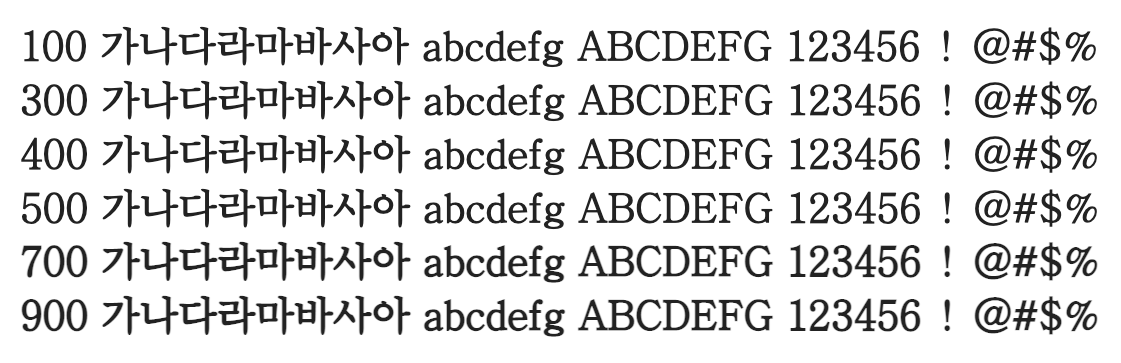 100 가나다라마바사아 abcdefg ABCDEFG 123456 ! @#$%
300 가나다라마바사아 abcdefg ABCDEFG 123456 ! @#$%
400 가나다라마바사아 abcdefg ABCDEFG 123456 ! @#$%
500 가나다라마바사아 abcdefg ABCDEFG 123456 ! @#$%
700 가나다라마바사아 abcdefg ABCDEFG 123456 ! @#$%
900 가나다라마바사아 abcdefg ABCDEFG 123456 ! @#$%